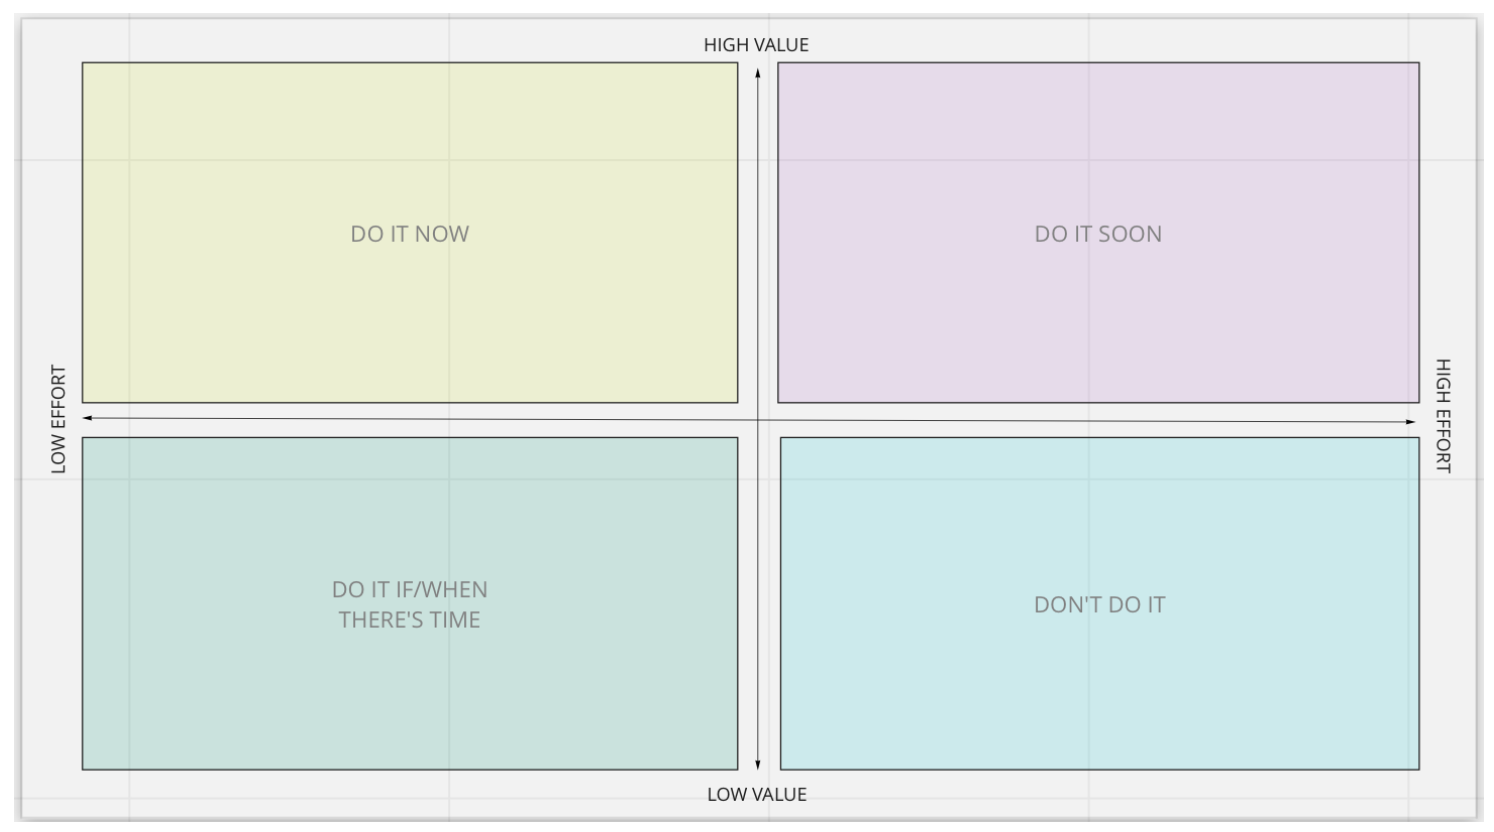 HIGH VALUE
DO IT NOW
DO IT SOON
LOW EFFORT
HIGH EFFORT
DO IT IF/WHEN
THERE'S TIME
DON'T DO IT
LOW VALUE